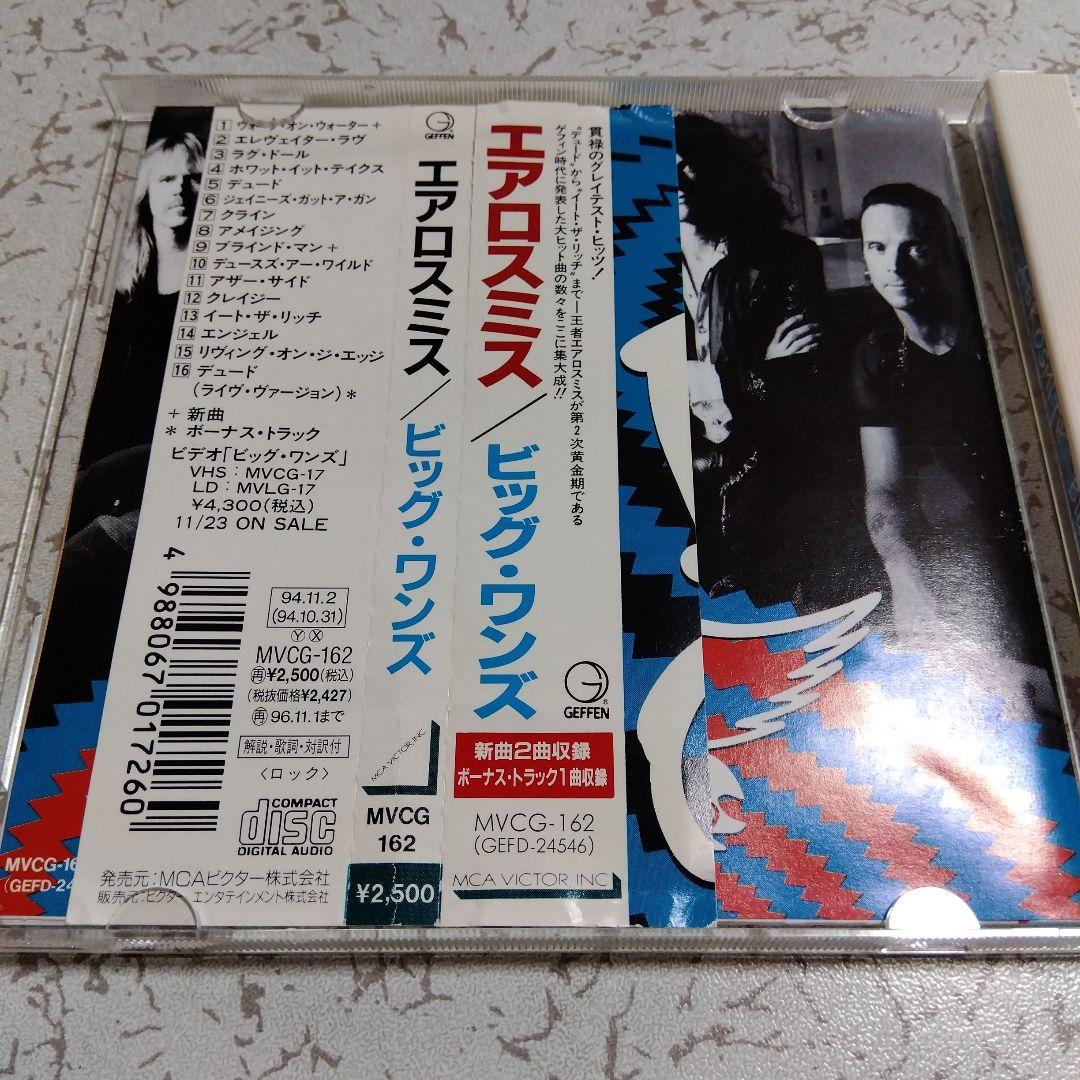 1 ウォーク・オン・ウォーター+
2 エレヴェイター・ラヴ
3 ラグ・ドール
4 ホワット・イット・テイクス
5 デュード
6 ジェイニーズ・ガット・ア・ガン
7 クライン
8 アメイジング
9 ブラインド・マン+
10 デュースズ・アー・ワイルド
11 アザー・サイド
12 クレイジー
13 イート・ザ・リッチ
14 エンジェル
15 リヴィング・オン・ジ・エッジ
16 デュード
(ライヴ・ヴァージョン)*
+ 新曲
* ボーナス・トラック
ビデオ「ビッグ・ワンズ」
VHS:MVCG-17
LD:MVLG-17
¥4,300(税込)
11/23 ON SALE
4 988067 017260
94.11.2
(94.10.31)
Ⓨ Ⓧ
MVCG-162
再¥2,500(税込)
(税抜価格¥2,427)
再96.11.1まで
解説・歌詞・対訳付
〈ロック〉
COMPACT
disc
DIGITAL AUDIO
発売元:MCAビクター株式会社
販売元:ビクター エンタテインメント株式会社
GEFFEN
エアロスミス/ビッグ・ワンズ
MCA VICTOR, INC
MVCG
162
¥2,500
エアロスミス/ビッグ・ワンズ
貫禄のグレイテスト・ヒッツ!
“デュード”から“イート・ザ・リッチ”まで—王者エアロスミスが第2次黄金期である
ゲフィン時代に発表した大ヒット曲の数々をここに集大成!!
GEFFEN
新曲2曲収録
ボーナス・トラック1曲収録
MVCG-162
(GEFD-24546)
MCA VICTOR, INC
MVCG-16
(GEFD-24